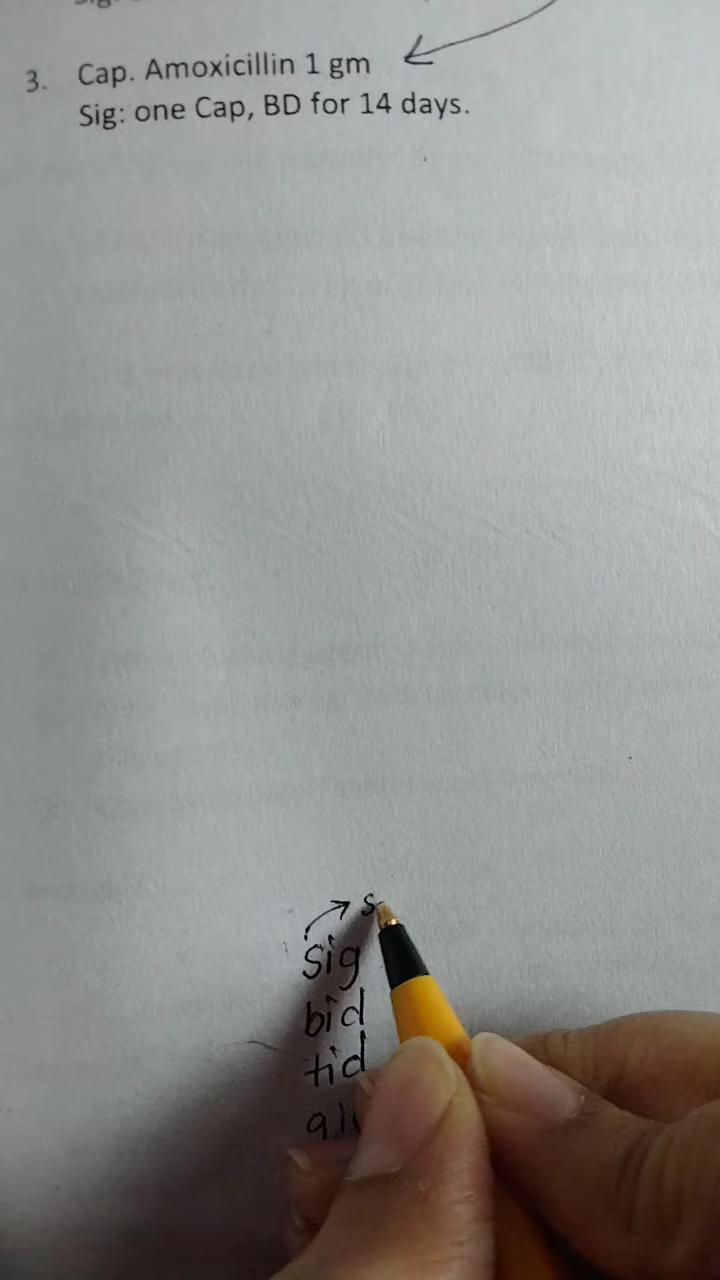 3. Cap. Amoxicillin 1 gm
Sig: one Cap, BD for 14 days.
s
sig
bid
tid